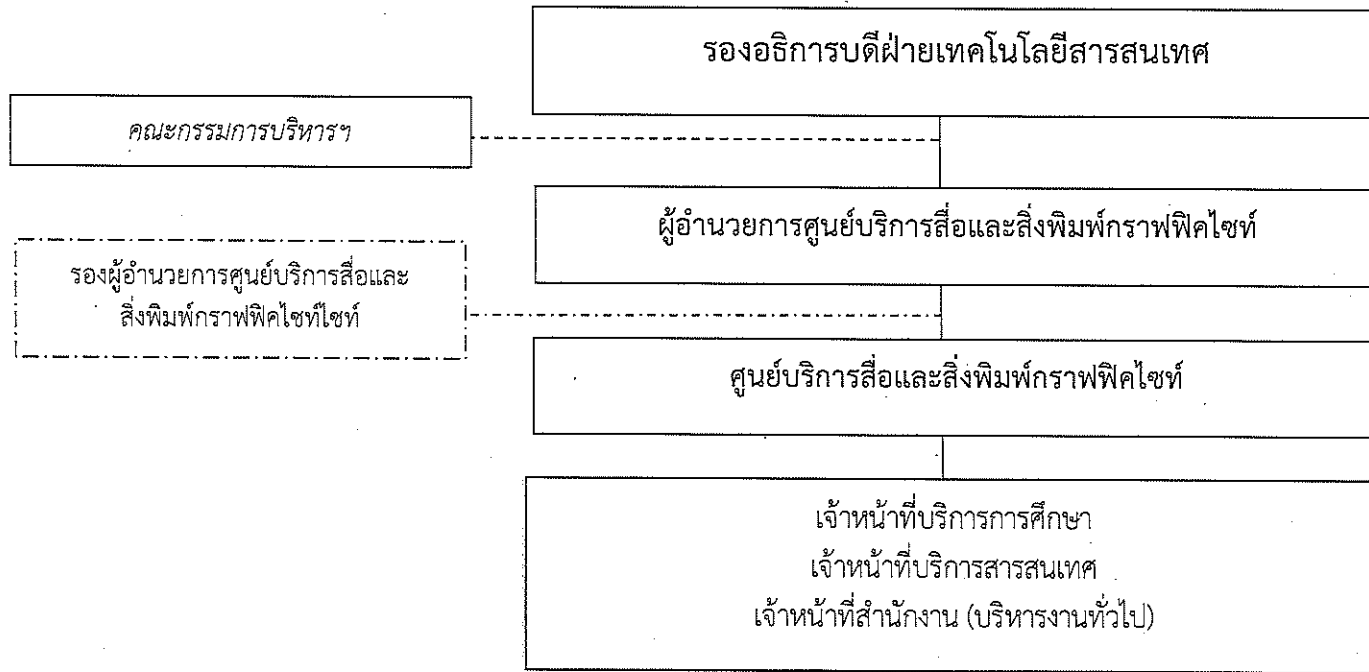 รองอธิการบดีฝ่ายเทคโนโลยีสารสนเทศ
คณะกรรมการบริหารฯ
ผู้อำนวยการศูนย์บริการสื่อและสิ่งพิมพ์กราฟฟิคไซท์
รองผู้อำนวยการศูนย์บริการสื่อและ
สิ่งพิมพ์กราฟฟิคไซท์ไซท์
ศูนย์บริการสื่อและสิ่งพิมพ์กราฟฟิคไซท์
เจ้าหน้าที่บริการการศึกษา
เจ้าหน้าที่บริการสารสนเทศ
เจ้าหน้าที่สำนักงาน (บริหารงานทั่วไป)